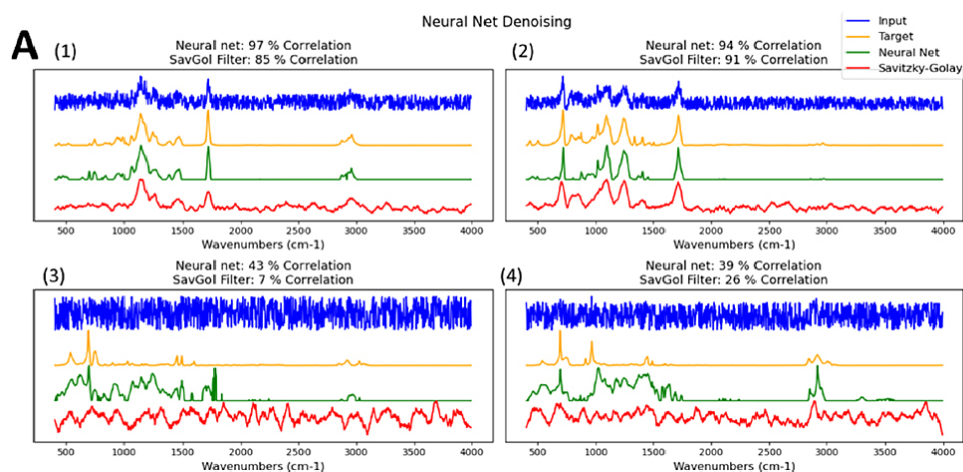 Neural Net Denoising
Input
Target
Neural Net
Savitzky-Golay
A
(1)
Neural net: 97 % Correlation
SavGol Filter: 85 % Correlation
500 1000 1500 2000 2500 3000 3500 4000
Wavenumbers (cm-1)
(2)
Neural net: 94 % Correlation
SavGol Filter: 91 % Correlation
500 1000 1500 2000 2500 3000 3500 4000
Wavenumbers (cm-1)
(3)
Neural net: 43 % Correlation
SavGol Filter: 7 % Correlation
500 1000 1500 2000 2500 3000 3500 4000
Wavenumbers (cm-1)
(4)
Neural net: 39 % Correlation
SavGol Filter: 26 % Correlation
500 1000 1500 2000 2500 3000 3500 4000
Wavenumbers (cm-1)